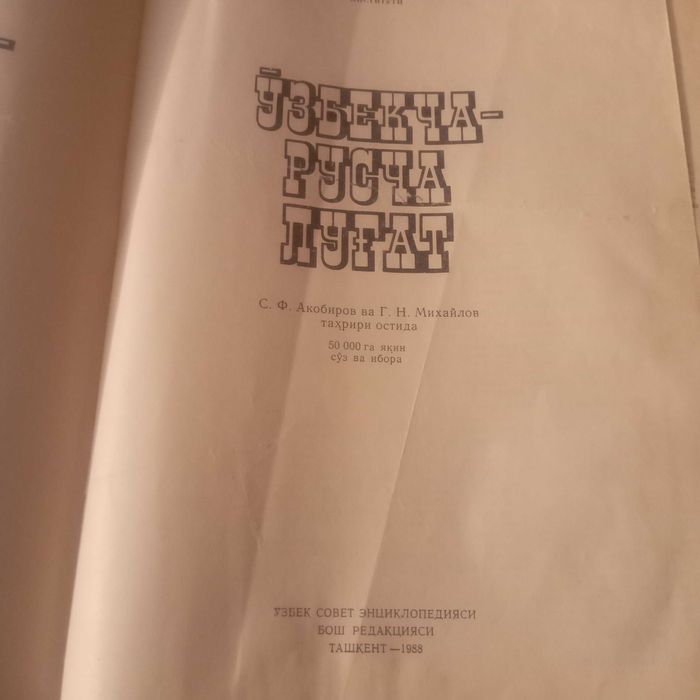 ИНСТИТУТИ
ЎЗБЕКЧА-
РУСЧА
ЛУҒАТ
С. Ф. Акобиров ва Г. Н. Михайлов
таҳрири остида
50 000 га яқин
сўз ва ибора
ЎЗБЕК СОВЕТ ЭНЦИКЛОПЕДИЯСИ
БОШ РЕДАКЦИЯСИ
ТАШКЕНТ —1988